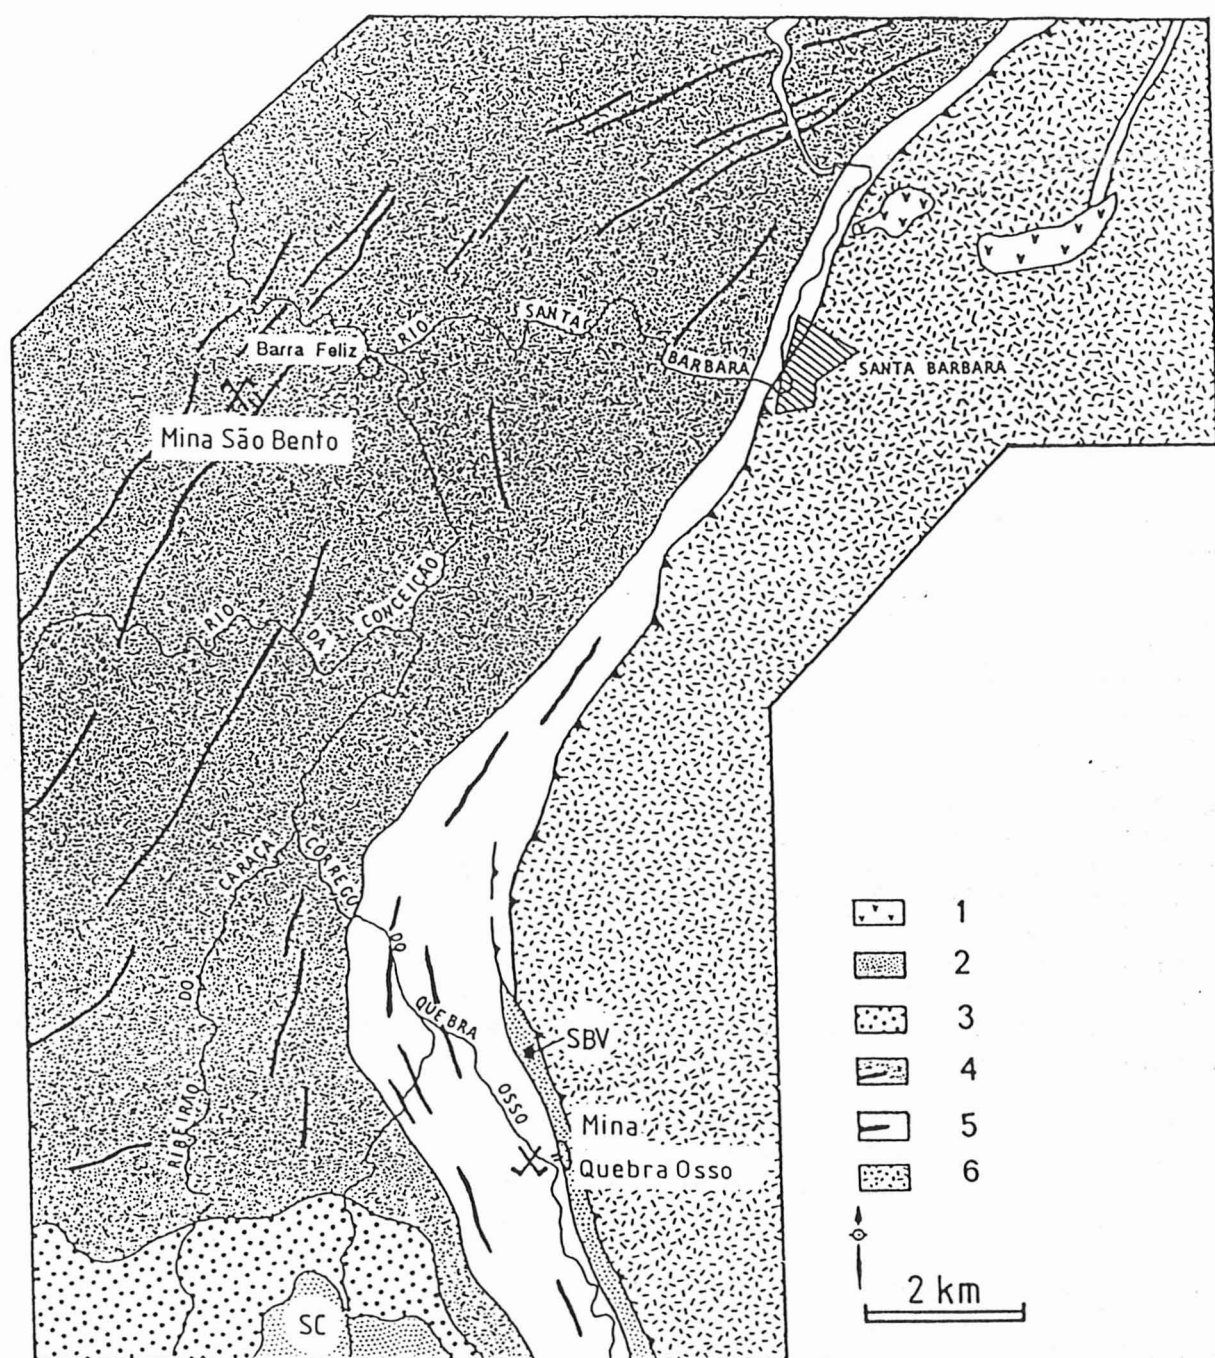 RIO
SANTA
BARBARA
Barra Feliz
SANTA BARBARA
Mina São Bento
RIO
DA
CONCEIÇÃO
CARAÇA
DO
RIBEIRÃO
CORREGO
DO
QUEBRA
OSSO
SBV
Mina
Quebra Osso
SC
1
2
3
4
5
6
2 km